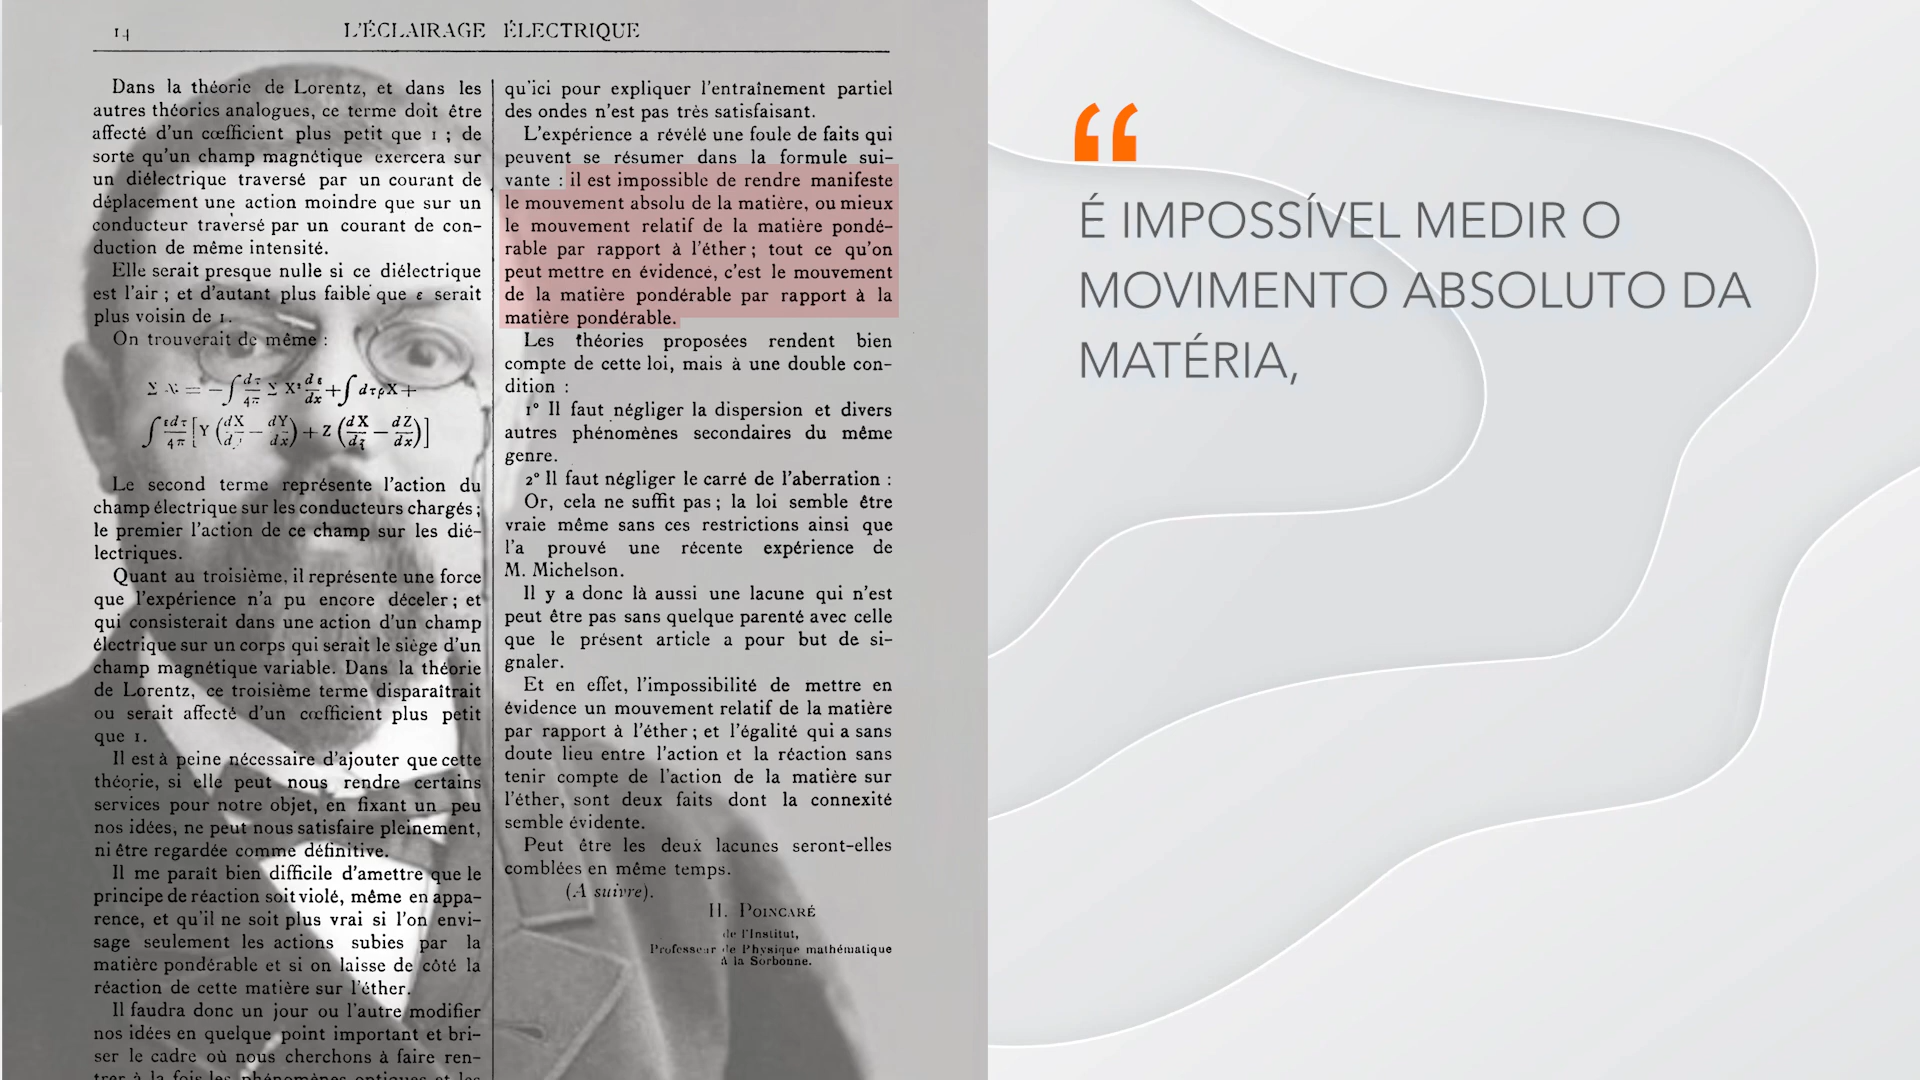 14
L'ÉCLAIRAGE ÉLECTRIQUE
Dans la théorie de Lorentz, et dans les
autres théories analogues, ce terme doit être
affecté d'un cœfficient plus petit que 1 ; de
sorte qu'un champ magnétique exercera sur
un diélectrique traversé par un courant de
déplacement une action moindre que sur un
conducteur traversé par un courant de con-
duction de même intensité.
Elle serait presque nulle si ce diélectrique
est l'air ; et d'autant plus faible que ε serait
plus voisin de 1.
On trouverait de même :
Le second terme représente l'action du
champ électrique sur les conducteurs chargés ;
le premier l'action de ce champ sur les dié-
lectriques.
Quant au troisième, il représente une force
que l'expérience n'a pu encore déceler ; et
qui consisterait dans une action d'un champ
électrique sur un corps qui serait le siège d'un
champ magnétique variable. Dans la théorie
de Lorentz, ce troisième terme disparaîtrait
ou serait affecté d'un cœfficient plus petit
que 1.
Il est à peine nécessaire d'ajouter que cette
théorie, si elle peut nous rendre certains
services pour notre objet, en fixant un peu
nos idées, ne peut nous satisfaire pleinement,
ni être regardée comme définitive.
Il me paraît bien difficile d'amettre que le
principe de réaction soit violé, même en appa-
rence, et qu'il ne soit plus vrai si l'on envi-
sage seulement les actions subies par la
matière pondérable et si on laisse de côté la
réaction de cette matière sur l'éther.
Il faudra donc un jour ou l'autre modifier
nos idées en quelque point important et bri-
ser le cadre où nous cherchons à faire ren-
trer à la fois les phénomènes optiques et les
qu'ici pour expliquer l'entraînement partiel
des ondes n'est pas très satisfaisant.
L'expérience a révélé une foule de faits qui
peuvent se résumer dans la formule sui-
vante : il est impossible de rendre manifeste
le mouvement absolu de la matière, ou mieux
le mouvement relatif de la matière pondé-
rable par rapport à l'éther ; tout ce qu'on
peut mettre en évidence, c'est le mouvement
de la matière pondérable par rapport à la
matière pondérable.
Les théories proposées rendent bien
compte de cette loi, mais à une double con-
dition :
1° Il faut négliger la dispersion et divers
autres phénomènes secondaires du même
genre.
2° Il faut négliger le carré de l'aberration :
Or, cela ne suffit pas ; la loi semble être
vraie même sans ces restrictions ainsi que
l'a prouvé une récente expérience de
M. Michelson.
Il y a donc là aussi une lacune qui n'est
peut être pas sans quelque parenté avec celle
que le présent article a pour but de si-
gnaler.
Et en effet, l'impossibilité de mettre en
évidence un mouvement relatif de la matière
par rapport à l'éther ; et l'égalité qui a sans
doute lieu entre l'action et la réaction sans
tenir compte de l'action de la matière sur
l'éther, sont deux faits dont la connexité
semble évidente.
Peut être les deux lacunes seront-elles
comblées en même temps.
(A suivre).
H. POINCARÉ
de l'Institut,
Professeur de Physique mathématique
à la Sorbonne.
“
É IMPOSSÍVEL MEDIR O
MOVIMENTO ABSOLUTO DA
MATÉRIA,